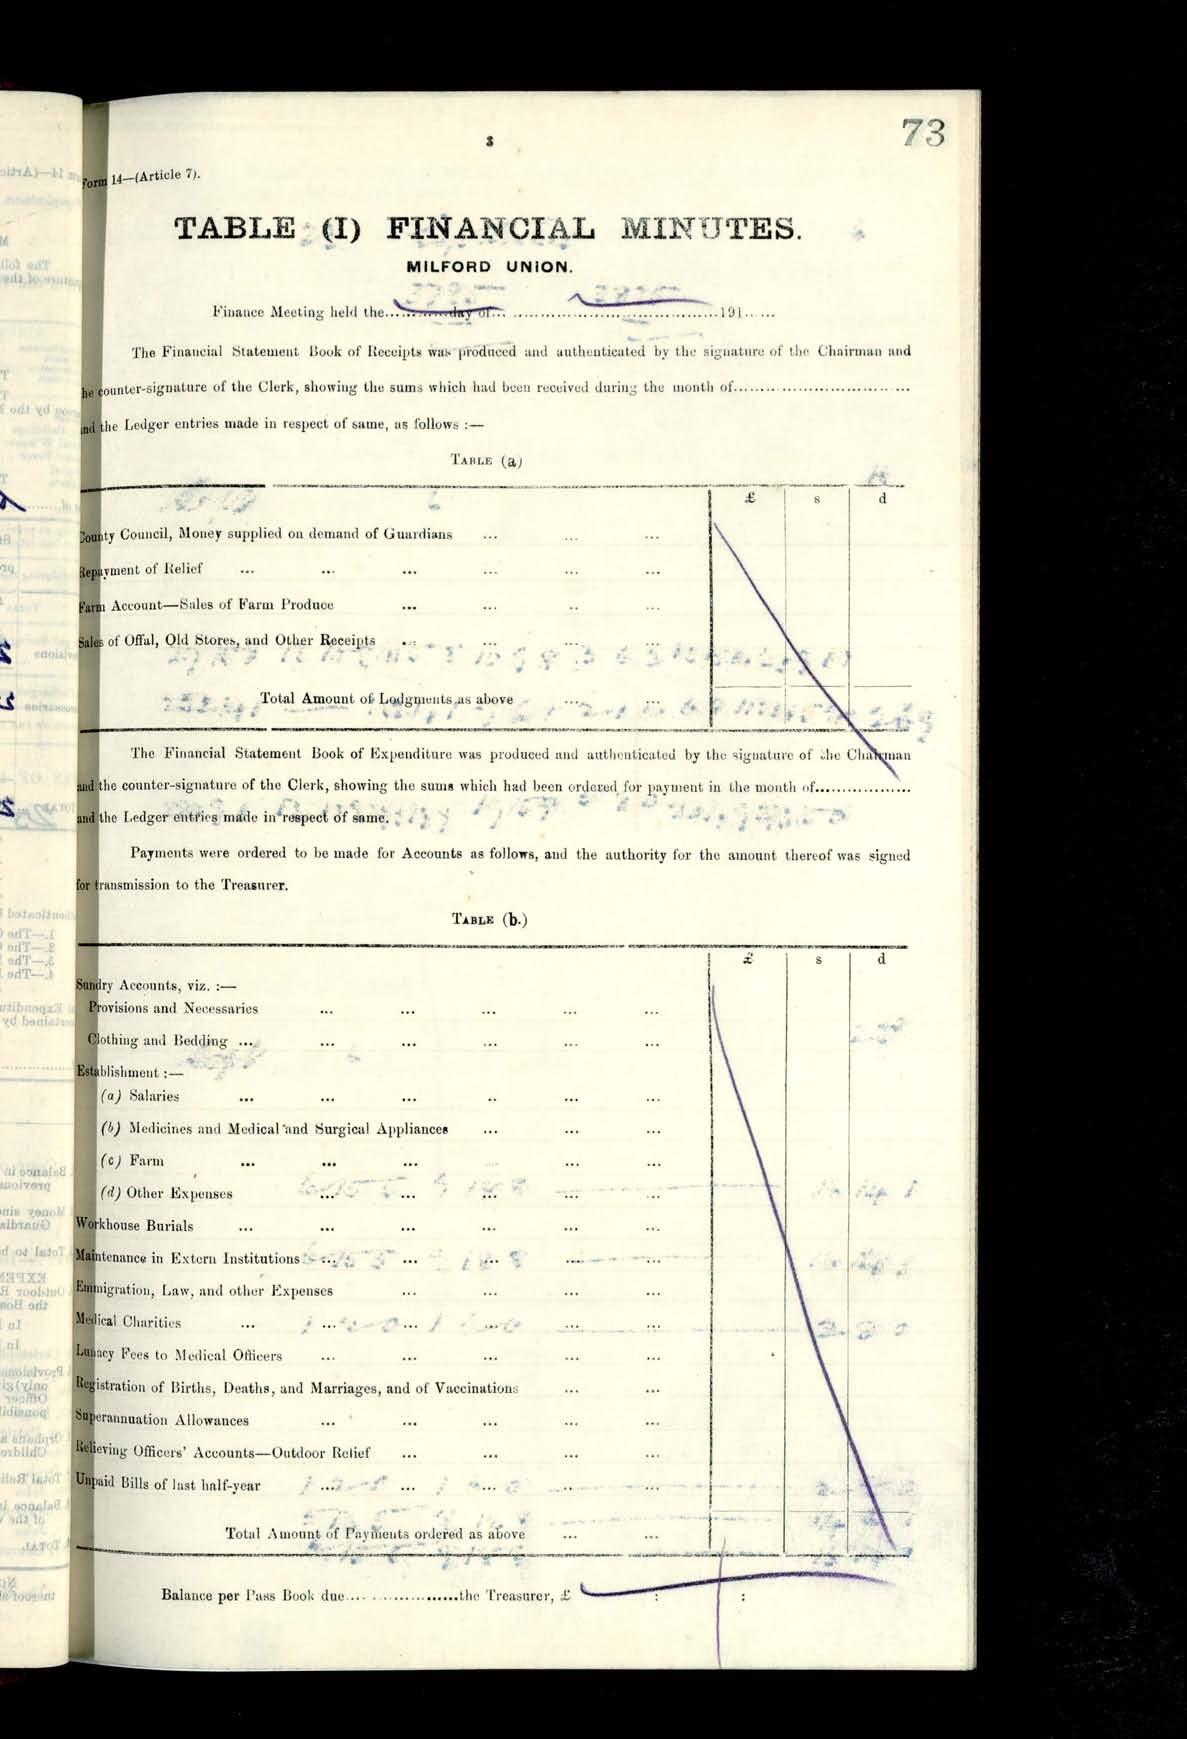 73
3
Form 14—(Article 7).
TABLE (I) FINANCIAL MINUTES.
MILFORD UNION.
Finance Meeting held the...............day of.......................................................191......
The Financial Statement Book of Receipts was produced and authenticated by the signature of the Chairman and
he counter-signature of the Clerk, showing the sums which had been received during the month of.................................
and the Ledger entries made in respect of same, as follows :—
TABLE (a)
£ s d
County Council, Money supplied on demand of Guardians ... ... ...
Repayment of Relief ... ... ... ... ... ...
Farm Account—Sales of Farm Produce ... ... .. ...
Sales of Offal, Old Stores, and Other Receipts ... ... ... ...
Total Amount of Lodgments as above ... ...
The Financial Statement Book of Expenditure was produced and authenticated by the signature of the Chairman
and the counter-signature of the Clerk, showing the sums which had been ordered for payment in the month of.................
and the Ledger entries made in respect of same.
Payments were ordered to be made for Accounts as follows, and the authority for the amount thereof was signed
for transmission to the Treasurer.
TABLE (b.)
£ s d
Sundry Accounts, viz. :—
Provisions and Necessaries ... ... ... ... ...
Clothing and Bedding ... ... ... ... ... ...
Establishment :—
(a) Salaries ... ... ... .. ... ...
(b) Medicines and Medical and Surgical Appliances ... ... ...
(c) Farm ... ... ... ... ... ...
(d) Other Expenses ... ... ... ... ...
Workhouse Burials ... ... ... ... ... ...
Maintenance in Extern Institutions ... ... ... ... ...
Emmigration, Law, and other Expenses ... ... ... ...
Medical Charities ... ... ... ... ... ...
Lunacy Fees to Medical Officers ... ... ... ... ...
Registration of Births, Deaths, and Marriages, and of Vaccinations ... ...
Superannuation Allowances ... ... ... ... ...
Relieving Officers' Accounts—Outdoor Relief ... ... ... ...
Unpaid Bills of last half-year ... ... ... .. ...
Total Amount of Payments ordered as above ... ...
Balance per Pass Book due......................the Treasurer, £ : :